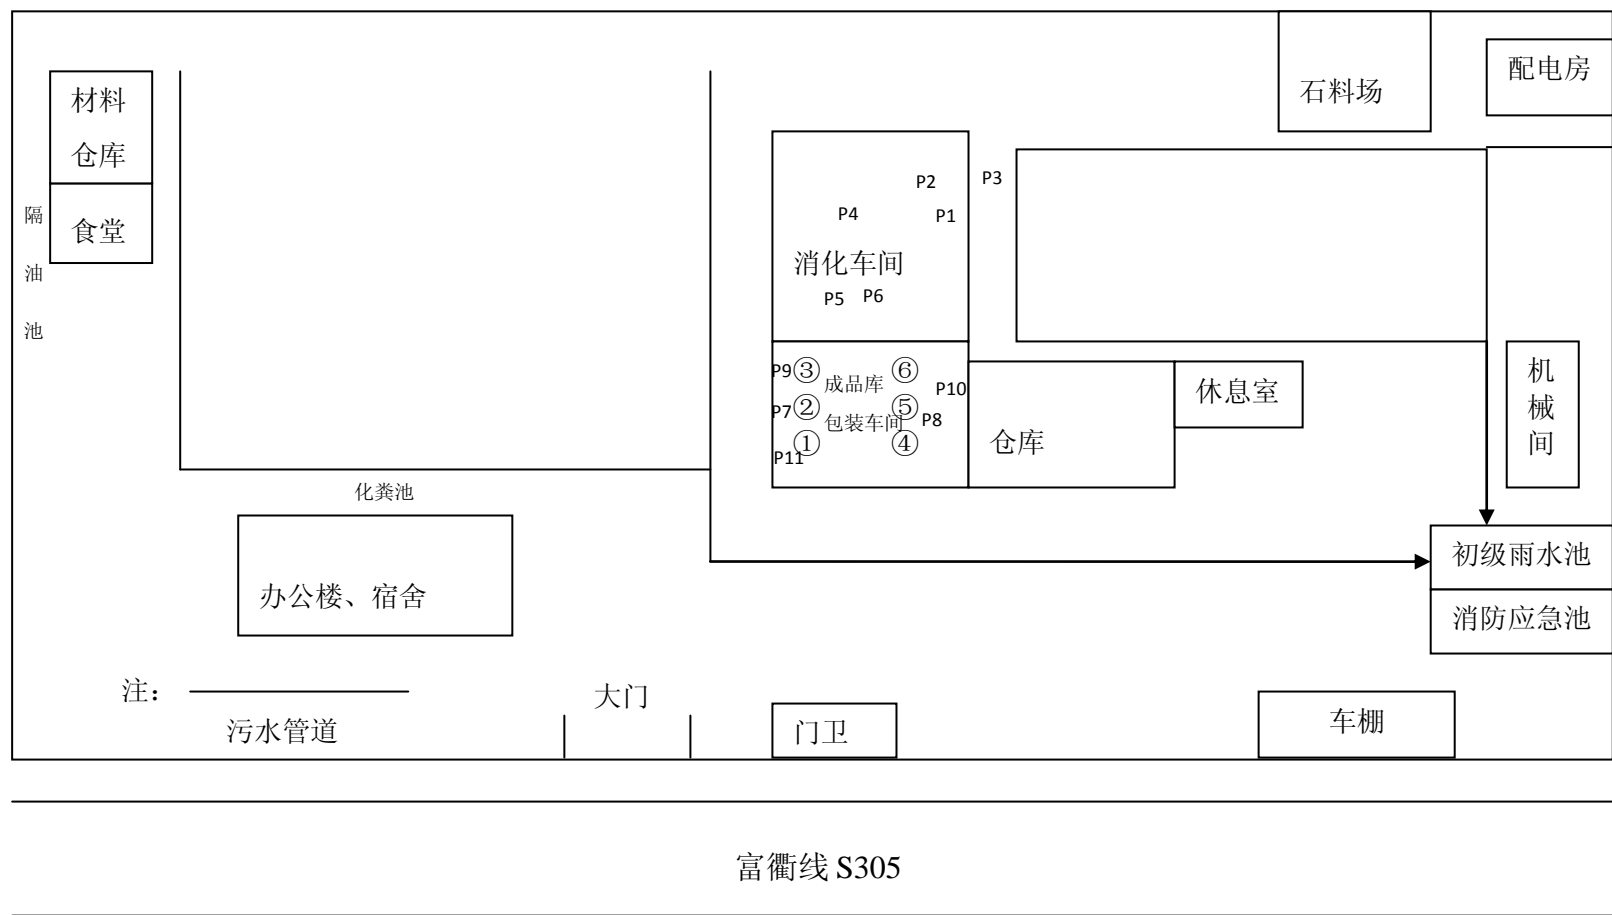 材料
仓库
食堂
隔
油
池
石料场
配电房
P2
P3
P4
P1
消化车间
P5
P6
P9③
成品库
⑥
P10
P7②
包装车间
⑤
P8
①
④
P11
仓库
休息室
机
械
间
化粪池
办公楼、宿舍
初级雨水池
消防应急池
注：
污水管道
大门
门卫
车棚
富衢线 S305